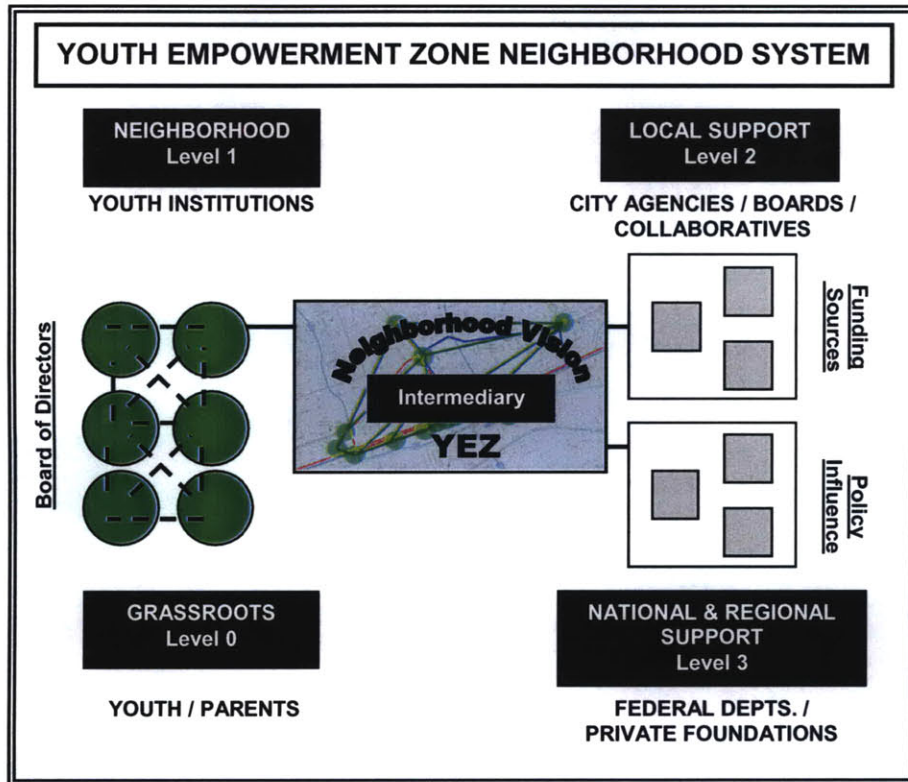 YOUTH EMPOWERMENT ZONE NEIGHBORHOOD SYSTEM
NEIGHBORHOOD
Level 1
YOUTH INSTITUTIONS
LOCAL SUPPORT
Level 2
CITY AGENCIES / BOARDS /
COLLABORATIVES
Board of Directors
Neighborhood Vision
Intermediary
YEZ
Funding
Sources
Policy
Influence
GRASSROOTS
Level 0
YOUTH / PARENTS
NATIONAL & REGIONAL
SUPPORT
Level 3
FEDERAL DEPTS. /
PRIVATE FOUNDATIONS